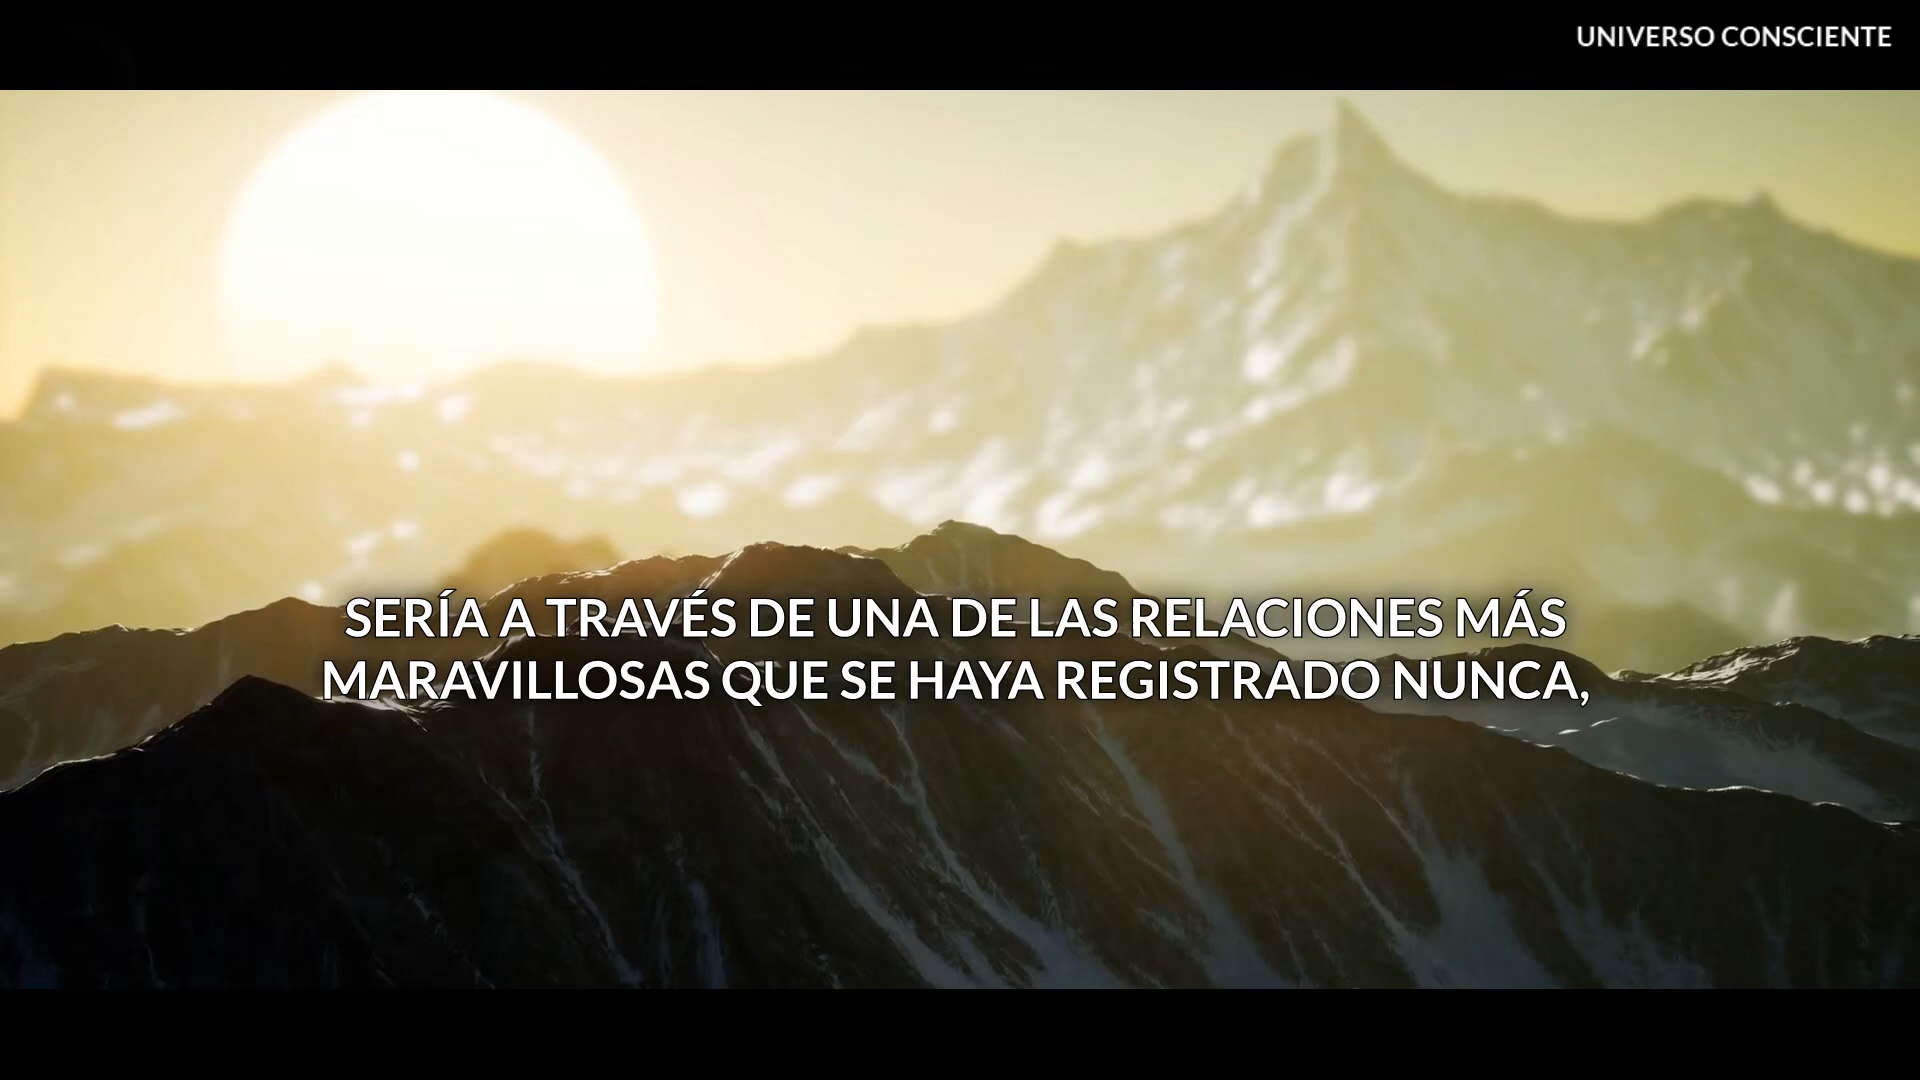 UNIVERSO CONSCIENTE
SERÍA A TRAVÉS DE UNA DE LAS RELACIONES MÁS
MARAVILLOSAS QUE SE HAYA REGISTRADO NUNCA,